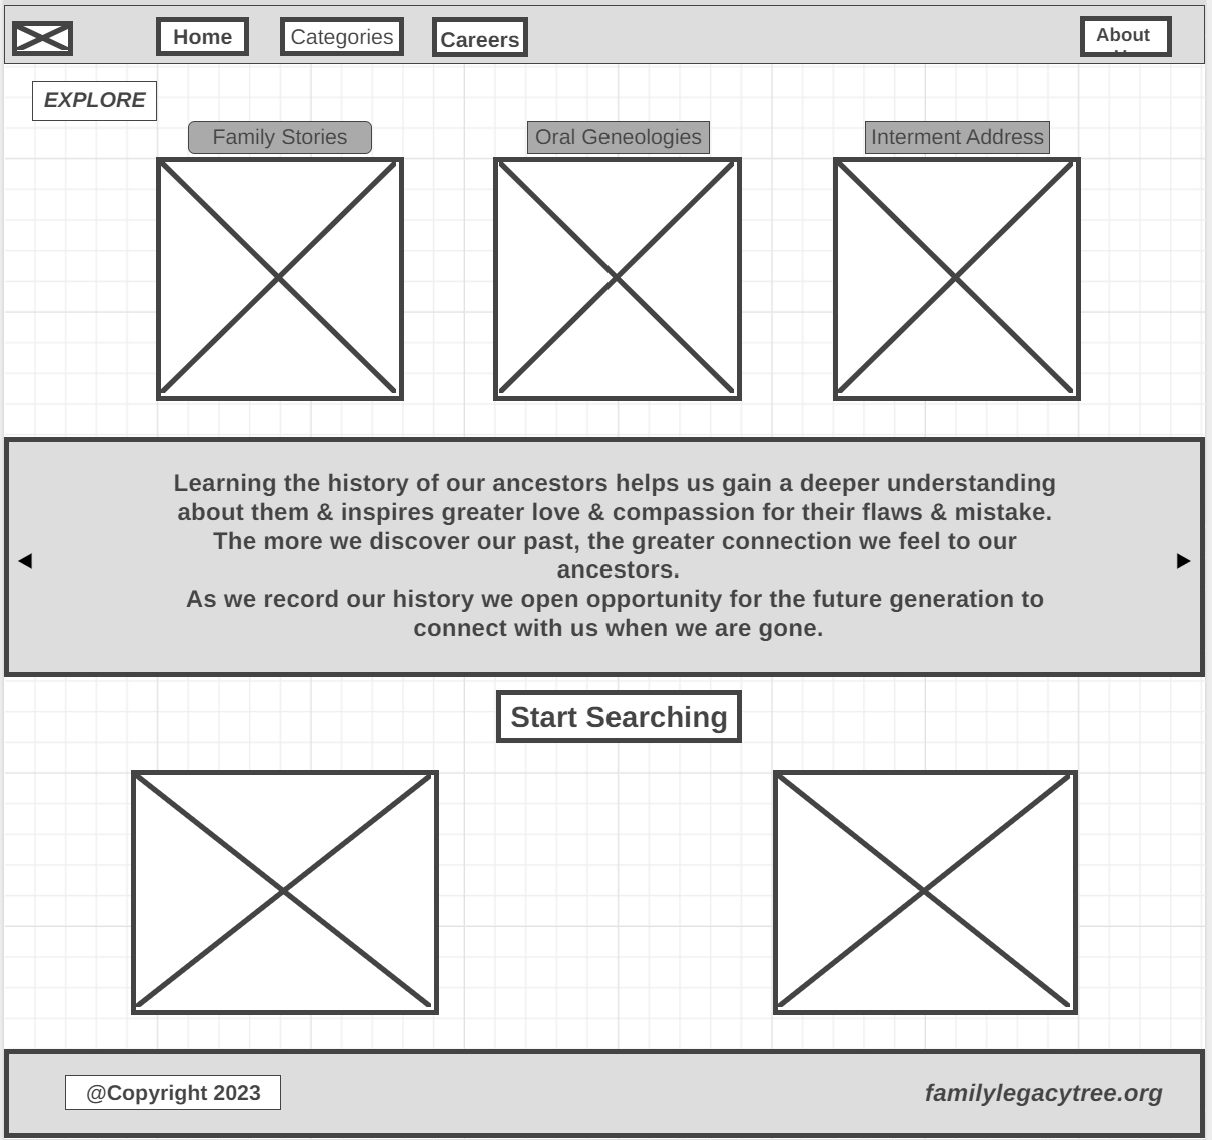 Home
Categories
Careers
About
EXPLORE
Family Stories
Oral Geneologies
Interment Address
Learning the history of our ancestors helps us gain a deeper understanding
about them & inspires greater love & compassion for their flaws & mistake.
The more we discover our past, the greater connection we feel to our
ancestors.
As we record our history we open opportunity for the future generation to
connect with us when we are gone.
Start Searching
@Copyright 2023
familylegacytree.org